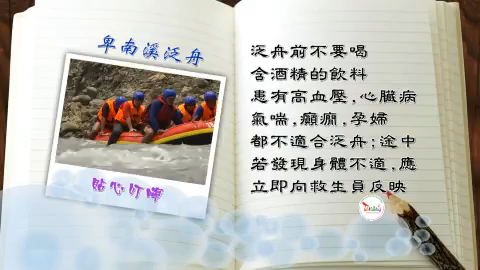 卑南溪泛舟
貼心叮嚀
泛舟前不要喝
含酒精的飲料
患有高血壓,心臟病
氣喘,癲癇,孕婦
都不適合泛舟;途中
若發現身體不適,應
立即向救生員反映